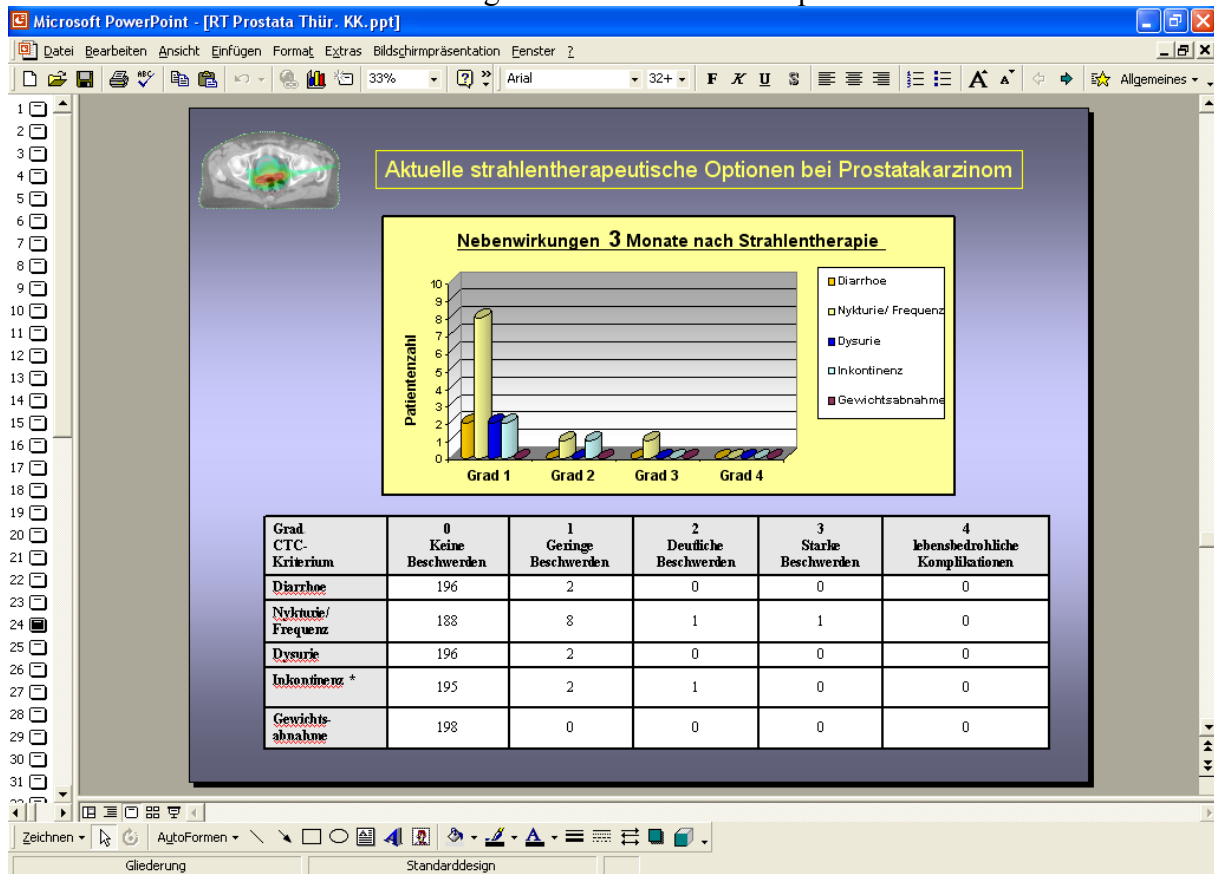 Microsoft PowerPoint - [RT Prostata Thür. KK.ppt]
Datei Bearbeiten Ansicht Einfügen Format Extras Bildschirmpräsentation Fenster ?
33% Arial 32+ F K U S Allgemeines
1
2
3
4
5
6
7
8
9
10
11
12
13
14
15
16
17
18
19
20
21
22
23
24
25
26
27
28
29
30
31
Aktuelle strahlentherapeutische Optionen bei Prostatakarzinom
Nebenwirkungen 3 Monate nach Strahlentherapie
Patientenzahl
10
9
8
7
6
5
4
3
2
1
0
Grad 1 Grad 2 Grad 3 Grad 4
Diarrhoe
Nykturie/ Frequenz
Dysurie
Inkontinenz
Gewichtsabnahme
Grad 0 1 2 3 4
CTC- Keine Geringe Deutliche Starke lebensbedrohliche
Kriterium Beschwerden Beschwerden Beschwerden Beschwerden Komplikationen
Diarrhoe 196 2 0 0 0
Nykturie/
Frequenz 188 8 1 1 0
Dysurie 196 2 0 0 0
Inkontinenz * 195 2 1 0 0
Gewichts-
abnahme 198 0 0 0 0
Zeichnen AutoFormen
Gliederung Standarddesign